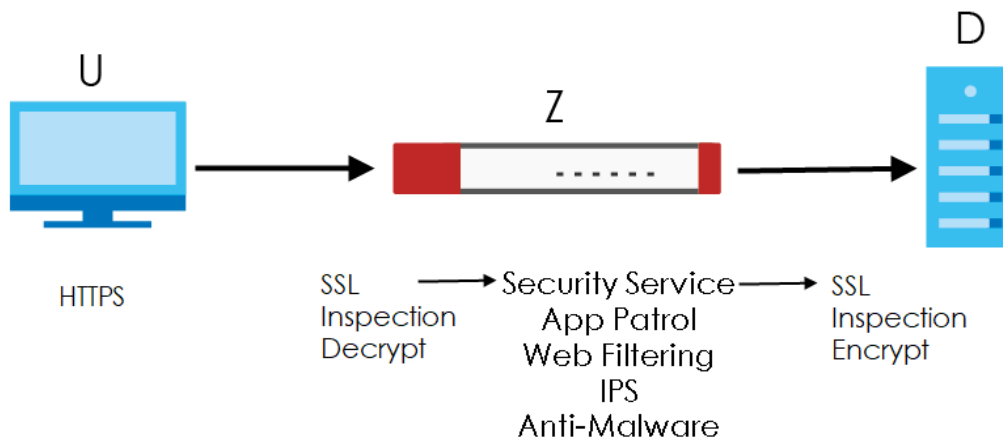 U
Z
D
HTTPS
SSL
Inspection
Decrypt
Security Service
App Patrol
Web Filtering
IPS
Anti-Malware
SSL
Inspection
Encrypt